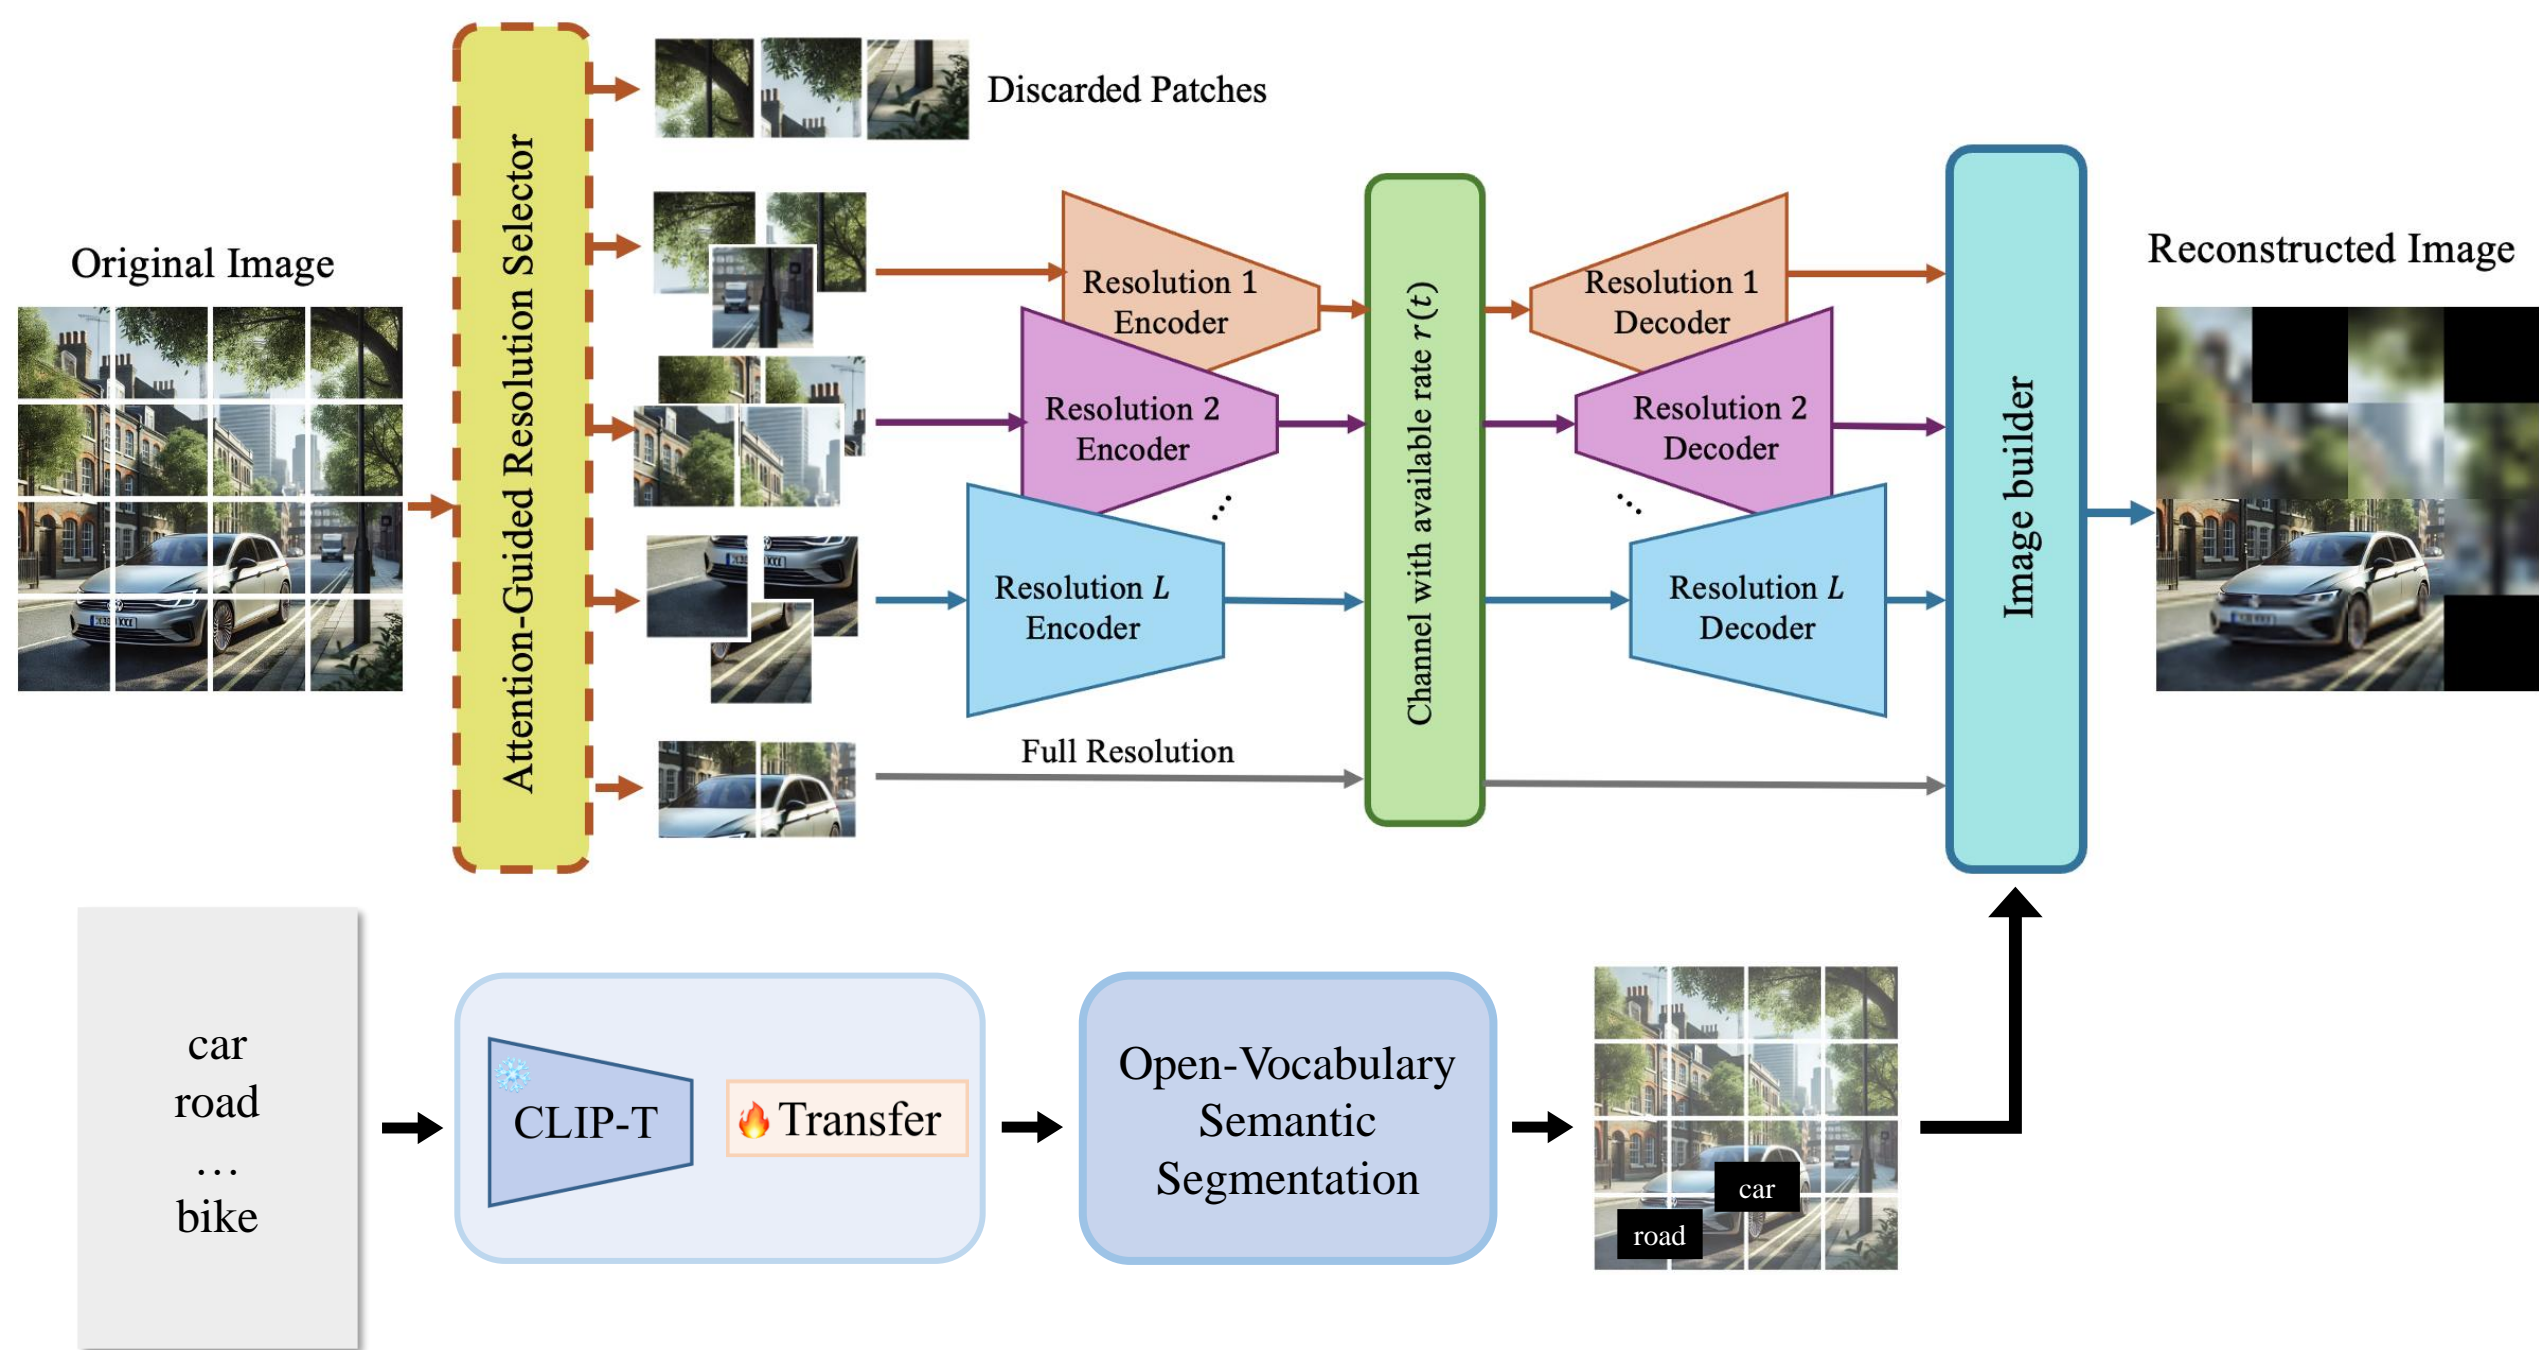 Discarded Patches
Original Image
Attention-Guided Resolution Selector
Resolution 1
Encoder
Resolution 2
Encoder
Resolution L
Encoder
Full Resolution
Channel with available rate r(t)
Resolution 1
Decoder
Resolution 2
Decoder
Resolution L
Decoder
Image builder
Reconstructed Image
car
road
…
bike
CLIP-T
Transfer
Open-Vocabulary
Semantic
Segmentation
car
road